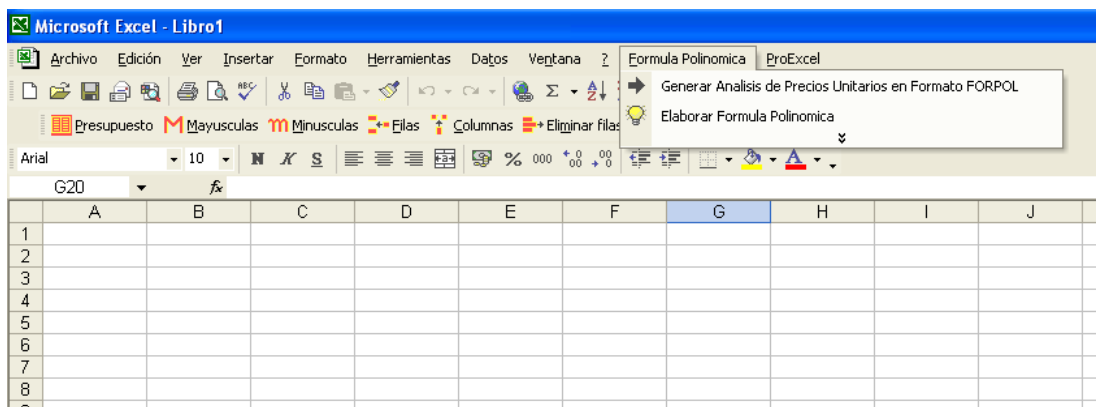 Microsoft Excel - Libro1
Archivo Edición Ver Insertar Formato Herramientas Datos Ventana ? Formula Polinomica ProExcel
Generar Analisis de Precios Unitarios en Formato FORPOL
Elaborar Formula Polinomica
Presupuesto Mayusculas Minusculas Filas Columnas Eliminar filas
Arial 10 N K S % 000
G20 fx
A B C D E F G H I J
1
2
3
4
5
6
7
8